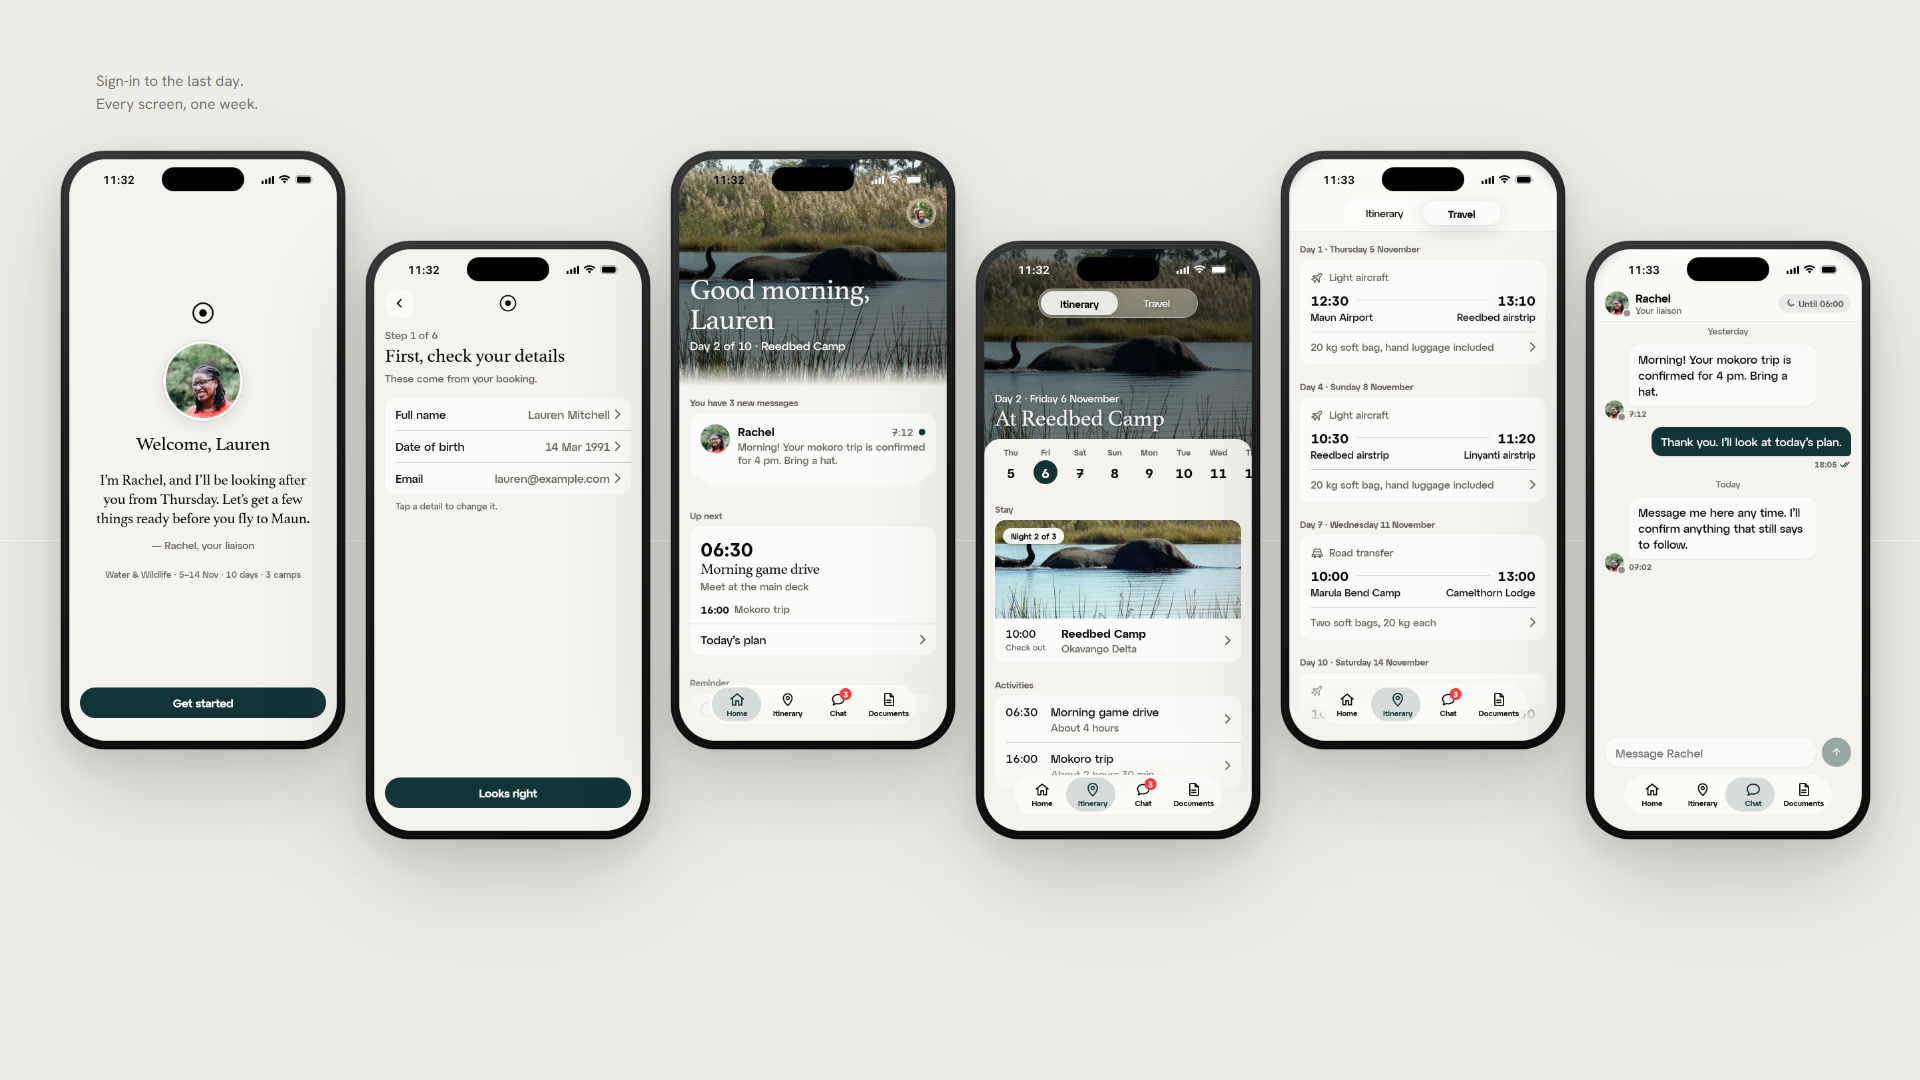 Sign-in to the last day.
Every screen, one week.
11:32
Welcome, Lauren
I'm Rachel, and I'll be looking after
you from Thursday. Let's get a few
things ready before you fly to Maun.
— Rachel, your liaison
Water & Wildlife · 5–14 Nov · 10 days · 3 camps
Get started
11:32
Step 1 of 6
First, check your details
These come from your booking.
Full name Lauren Mitchell
Date of birth 14 Mar 1991
Email lauren@example.com
Tap a detail to change it.
Looks right
11:32
Good morning,
Lauren
Day 2 of 10 · Reedbed Camp
You have 3 new messages
Rachel 7:12
Morning! Your mokoro trip is confirmed
for 4 pm. Bring a hat.
Up next
06:30
Morning game drive
Meet at the main deck
16:00 Mokoro trip
Today's plan
Reminder
3
Home Itinerary Chat Documents
11:32
Itinerary Travel
Day 2 · Friday 6 November
At Reedbed Camp
Thu Fri Sat Sun Mon Tue Wed
5 6 7 8 9 10 11
Stay
Night 2 of 3
10:00 Reedbed Camp
Check out Okavango Delta
Activities
06:30 Morning game drive
About 4 hours
16:00 Mokoro trip
About 2 hours 30 min
3
Home Itinerary Chat Documents
11:33
Itinerary Travel
Day 1 · Thursday 5 November
Light aircraft
12:30 13:10
Maun Airport Reedbed airstrip
20 kg soft bag, hand luggage included
Day 4 · Sunday 8 November
Light aircraft
10:30 11:20
Reedbed airstrip Linyanti airstrip
20 kg soft bag, hand luggage included
Day 7 · Wednesday 11 November
Road transfer
10:00 13:00
Marula Bend Camp Camelthorn Lodge
Two soft bags, 20 kg each
Day 10 · Saturday 14 November
3
Home Itinerary Chat Documents
11:33
Rachel
Your liaison
Until 06:00
Yesterday
Morning! Your mokoro trip is
confirmed for 4 pm. Bring a
hat.
7:12
Thank you. I'll look at today's plan.
18:05
Today
Message me here any time. I'll
confirm anything that still says
to follow.
07:02
Message Rachel
Home Itinerary Chat Documents